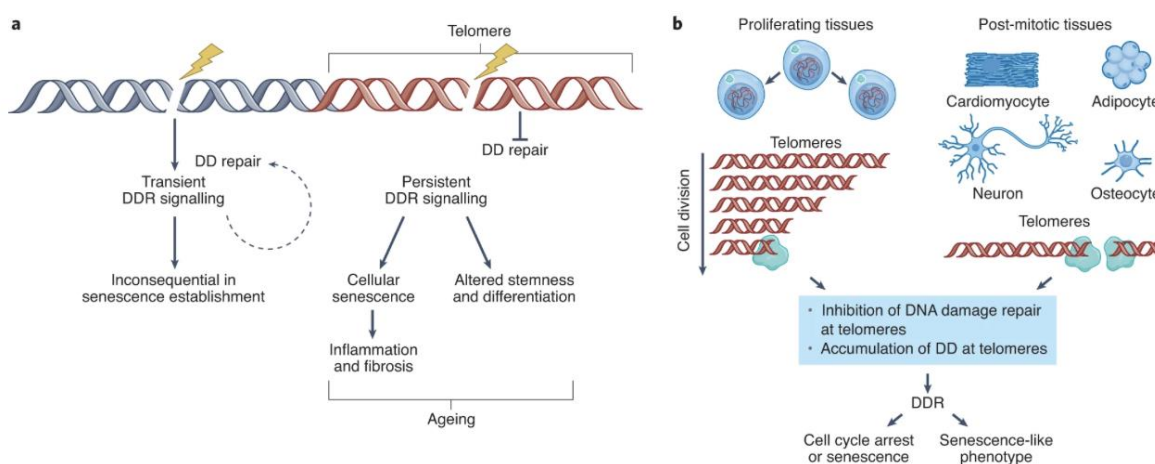 a
Telomere
DD repair
DD repair
Transient
DDR signalling
Persistent
DDR signalling
Inconsequential in
senescence establishment
Cellular
senescence
Altered stemness
and differentiation
Inflammation
and fibrosis
Ageing
b
Proliferating tissues
Post-mitotic tissues
Cardiomyocyte
Adipocyte
Neuron
Osteocyte
Telomeres
Cell division
Telomeres
• Inhibition of DNA damage repair
at telomeres
• Accumulation of DD at telomeres
DDR
Cell cycle arrest
or senescence
Senescence-like
phenotype